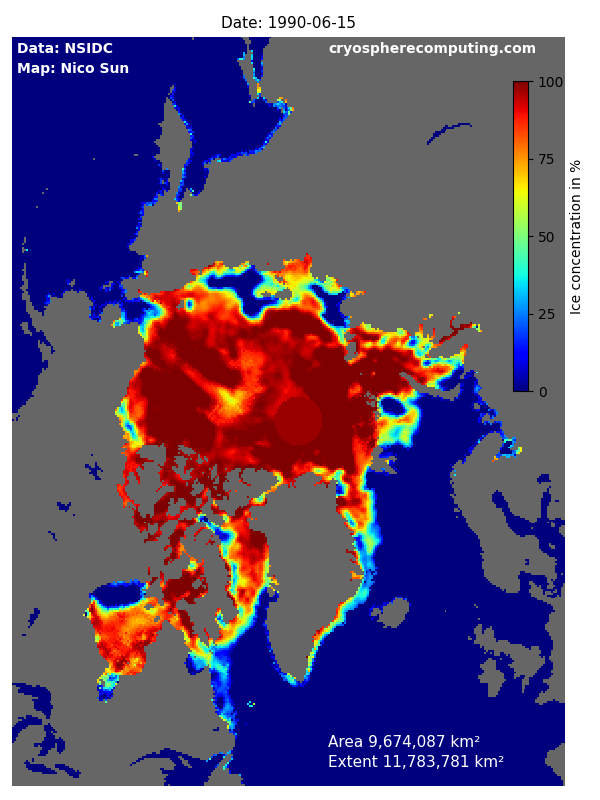 Date: 1990-06-15
Data: NSIDC
Map: Nico Sun
cryospherecomputing.com
100
75
50
25
0
Ice concentration in %
Area 9,674,087 km²
Extent 11,783,781 km²